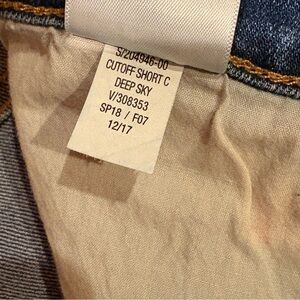 S/204946-00
CUTOFF SHORT C
DEEP SKY
V/308353
SP18 / F07
12/17